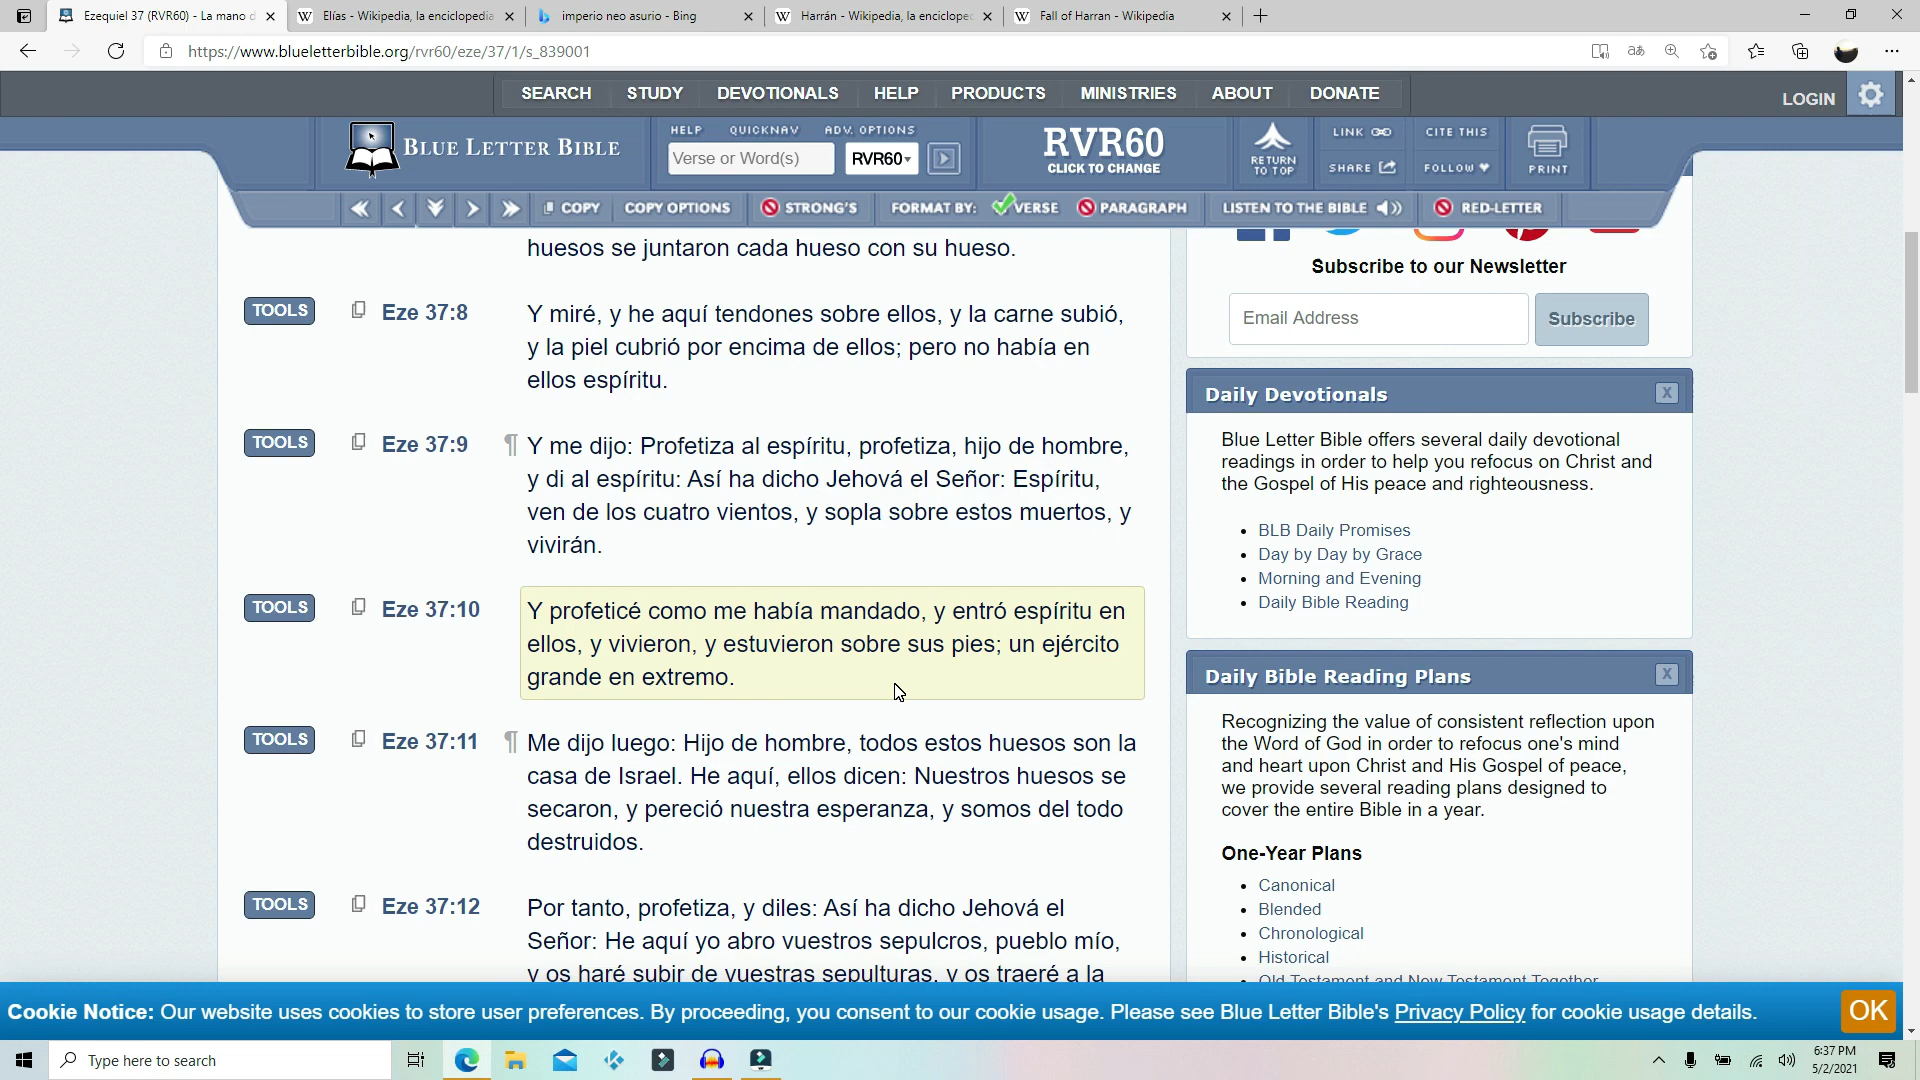 Ezequiel 37 (RVR60) - La mano d
Elías - Wikipedia, la enciclopedia
imperio neo asurio - Bing
Harrán - Wikipedia, la encicloped
Fall of Harran - Wikipedia
https://www.blueletterbible.org/rvr60/eze/37/1/s_839001
SEARCH STUDY DEVOTIONALS HELP PRODUCTS MINISTRIES ABOUT DONATE
LOGIN
BLUE LETTER BIBLE
HELP QUICKNAV ADV. OPTIONS
Verse or Word(s)
RVR60
RVR60
CLICK TO CHANGE
RETURN
TO TOP
LINK
CITE THIS
SHARE
FOLLOW
PRINT
COPY COPY OPTIONS STRONG'S FORMAT BY: VERSE PARAGRAPH LISTEN TO THE BIBLE RED-LETTER
huesos se juntaron cada hueso con su hueso.
TOOLS Eze 37:8 Y miré, y he aquí tendones sobre ellos, y la carne subió,
y la piel cubrió por encima de ellos; pero no había en
ellos espíritu.
TOOLS Eze 37:9 ¶ Y me dijo: Profetiza al espíritu, profetiza, hijo de hombre,
y di al espíritu: Así ha dicho Jehová el Señor: Espíritu,
ven de los cuatro vientos, y sopla sobre estos muertos, y
vivirán.
TOOLS Eze 37:10 Y profeticé como me había mandado, y entró espíritu en
ellos, y vivieron, y estuvieron sobre sus pies; un ejército
grande en extremo.
TOOLS Eze 37:11 ¶ Me dijo luego: Hijo de hombre, todos estos huesos son la
casa de Israel. He aquí, ellos dicen: Nuestros huesos se
secaron, y pereció nuestra esperanza, y somos del todo
destruidos.
TOOLS Eze 37:12 Por tanto, profetiza, y diles: Así ha dicho Jehová el
Señor: He aquí yo abro vuestros sepulcros, pueblo mío,
y os haré subir de vuestras sepulturas, y os traeré a la
Subscribe to our Newsletter
Email Address
Subscribe
Daily Devotionals X
Blue Letter Bible offers several daily devotional
readings in order to help you refocus on Christ and
the Gospel of His peace and righteousness.
• BLB Daily Promises
• Day by Day by Grace
• Morning and Evening
• Daily Bible Reading
Daily Bible Reading Plans X
Recognizing the value of consistent reflection upon
the Word of God in order to refocus one's mind
and heart upon Christ and His Gospel of peace,
we provide several reading plans designed to
cover the entire Bible in a year.
One-Year Plans
• Canonical
• Blended
• Chronological
• Historical
• Old Testament and New Testament Together
Cookie Notice: Our website uses cookies to store user preferences. By proceeding, you consent to our cookie usage. Please see Blue Letter Bible's Privacy Policy for cookie usage details.
OK
Type here to search
6:37 PM
5/2/2021